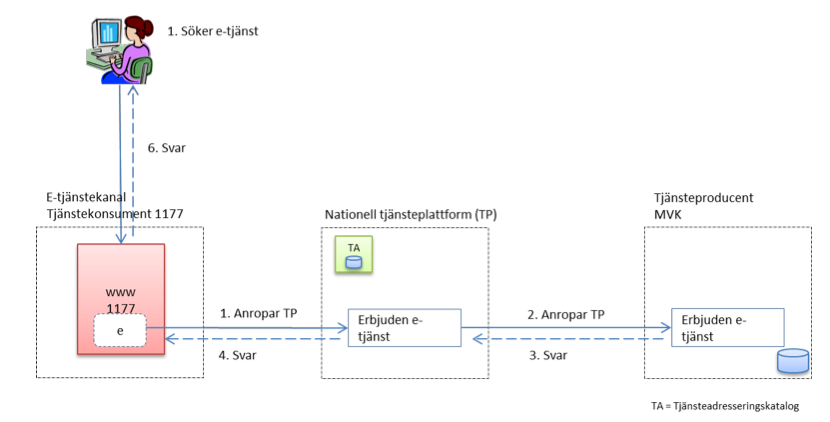 1. Söker e-tjänst
6. Svar
E-tjänstekanal
Tjänstekonsument 1177
Nationell tjänsteplattform (TP)
Tjänsteproducent
MVK
TA
www
1177
e
1. Anropar TP
4. Svar
Erbjuden e-
tjänst
2. Anropar TP
3. Svar
Erbjuden e-
tjänst
TA = Tjänsteadresseringskatalog